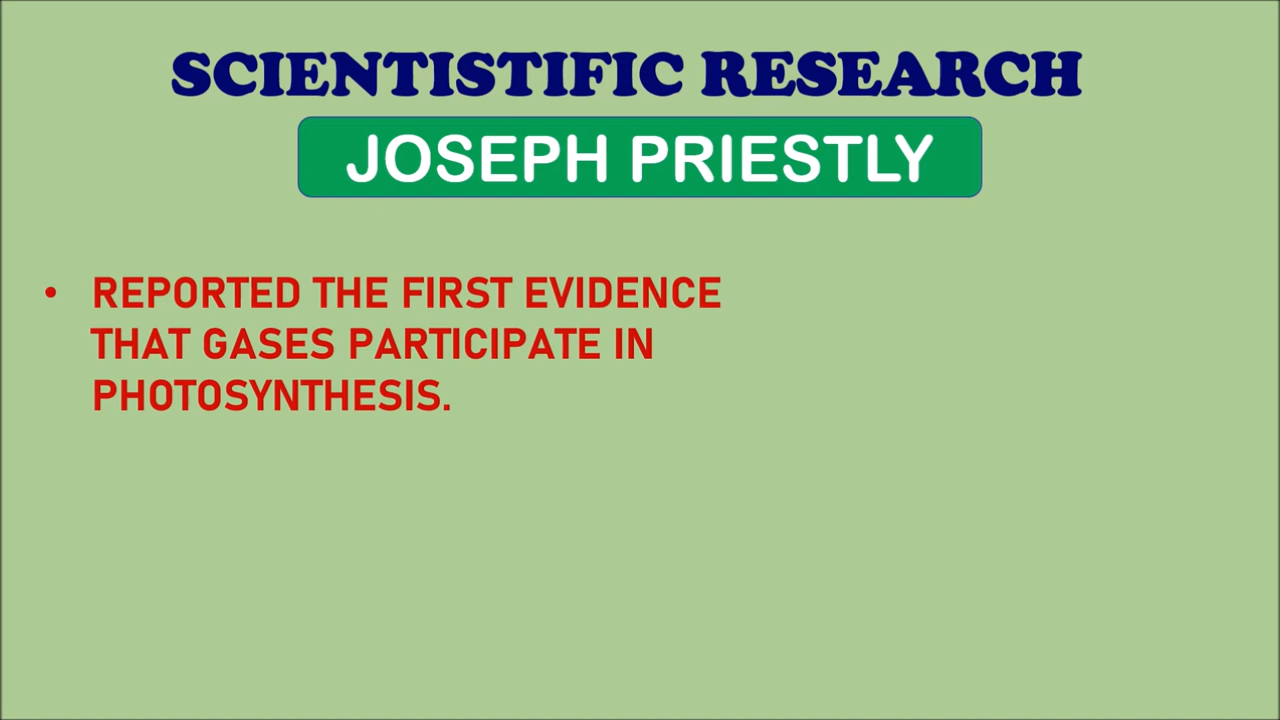 SCIENTISTIFIC RESEARCH
JOSEPH PRIESTLY
• REPORTED THE FIRST EVIDENCE
THAT GASES PARTICIPATE IN
PHOTOSYNTHESIS.